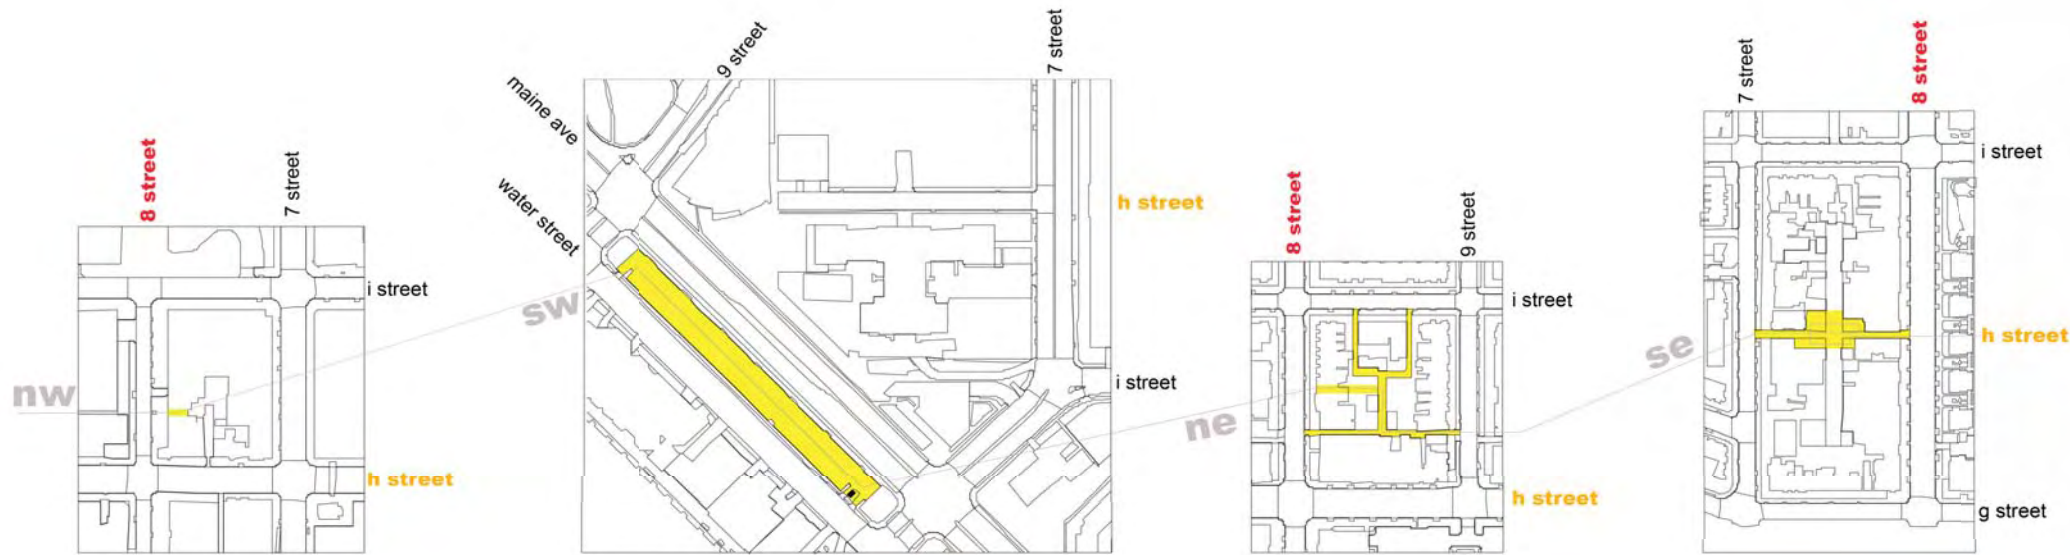 nw
8 street
7 street
i street
h street
sw
maine ave
water street
9 street
7 street
h street
i street
ne
8 street
9 street
i street
h street
se
7 street
8 street
i street
h street
g street